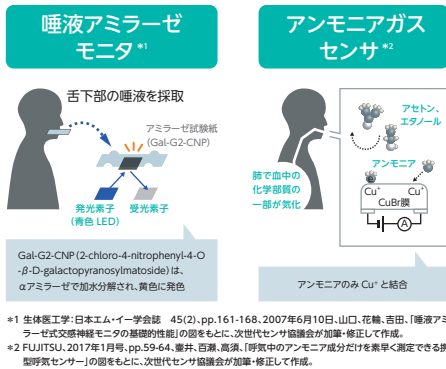 唾液アミラーゼ
モニタ *1
舌下部の唾液を採取
アミラーゼ試験紙
(Gal-G2-CNP)
発光素子
(青色 LED)
受光素子
Gal-G2-CNP (2-chloro-4-nitrophenyl-4-O
-β-D-galactopyranosylmatoside) は、
αアミラーゼで加水分解され、黄色に発色
アンモニアガス
センサ *2
アセトン、
エタノール
アンモニア
肺で血中の
化学部質の
一部が気化
Cu⁺ Cu⁺
CuBr膜
A
アンモニアのみ Cu⁺ と結合
*1 生体医工学:日本エム・イー学会誌 45(2)、pp.161-168、2007年6月10日、山口、花輪、吉田、「唾液アミ
ラーゼ式交感神経モニタの基礎的性能」の図をもとに、次世代センサ協議会が加筆・修正して作成。
*2 FUJITSU、2017年1月号、pp.59-64、壷井、百瀬、高須、「呼気中のアンモニア成分だけを素早く測定できる携
型呼気センサー」の図をもとに、次世代センサ協議会が加筆・修正して作成。